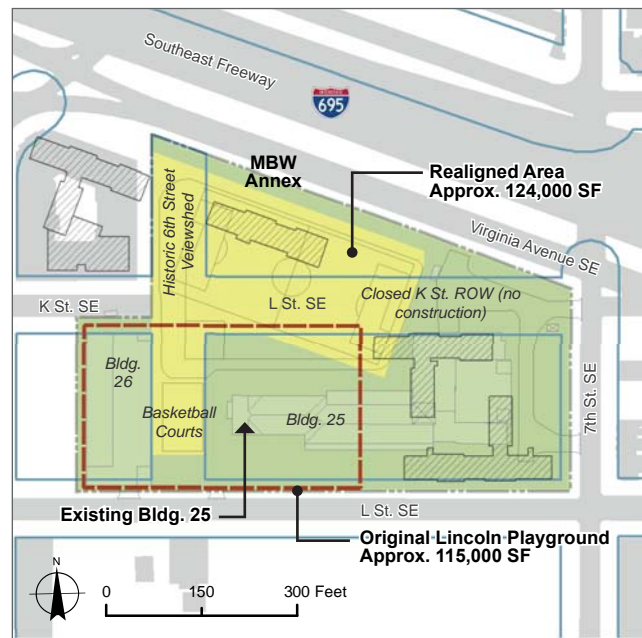 Southeast Freeway
INTERSTATE
695
MBW
Annex
Realigned Area
Approx. 124,000 SF
Historic 6th Street
Veiewshed
Virginia Avenue SE
K St. SE
L St. SE
Closed K St. ROW (no
construction)
Bldg.
26
Basketball
Courts
Bldg. 25
7th St. SE
Existing Bldg. 25
L St. SE
Original Lincoln Playground
Approx. 115,000 SF
N
0 150 300 Feet